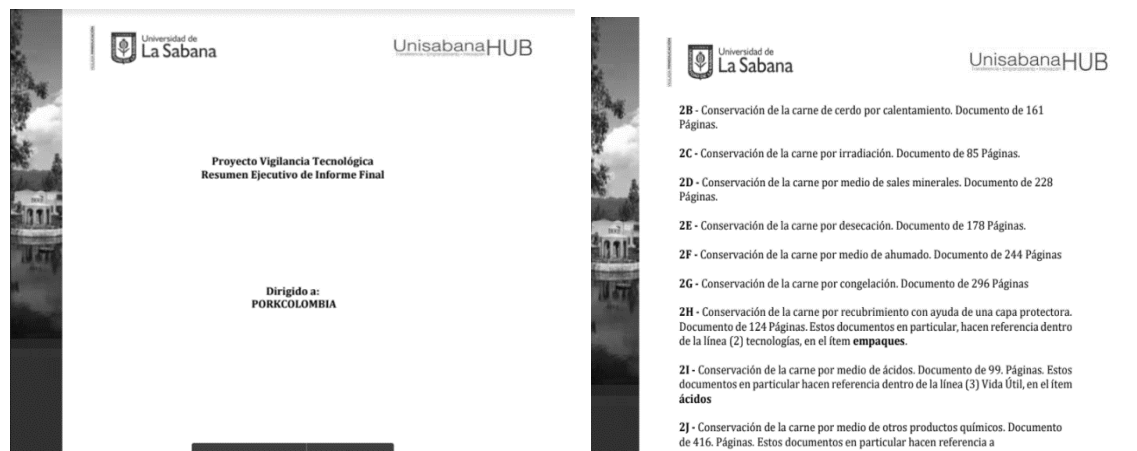 Universidad de
La Sabana
UnisabanaHUB
Proyecto Vigilancia Tecnológica
Resumen Ejecutivo de Informe Final
Dirigido a:
PORKCOLOMBIA
Universidad de
La Sabana
UnisabanaHUB
2B - Conservación de la carne de cerdo por calentamiento. Documento de 161
Páginas.
2C - Conservación de la carne por irradiación. Documento de 85 Páginas.
2D - Conservación de la carne por medio de sales minerales. Documento de 228
Páginas.
2E - Conservación de la carne por desecación. Documento de 178 Páginas.
2F - Conservación de la carne por medio de ahumado. Documento de 244 Páginas
2G - Conservación de la carne por congelación. Documento de 296 Páginas
2H - Conservación de la carne por recubrimiento con ayuda de una capa protectora.
Documento de 124 Páginas. Estos documentos en particular, hacen referencia dentro
de la línea (2) tecnologías, en el ítem empaques.
2I - Conservación de la carne por medio de ácidos. Documento de 99. Páginas. Estos
documentos en particular hacen referencia dentro de la línea (3) Vida Útil, en el ítem
ácidos
2J - Conservación de la carne por medio de otros productos químicos. Documento
de 416. Páginas. Estos documentos en particular hacen referencia a